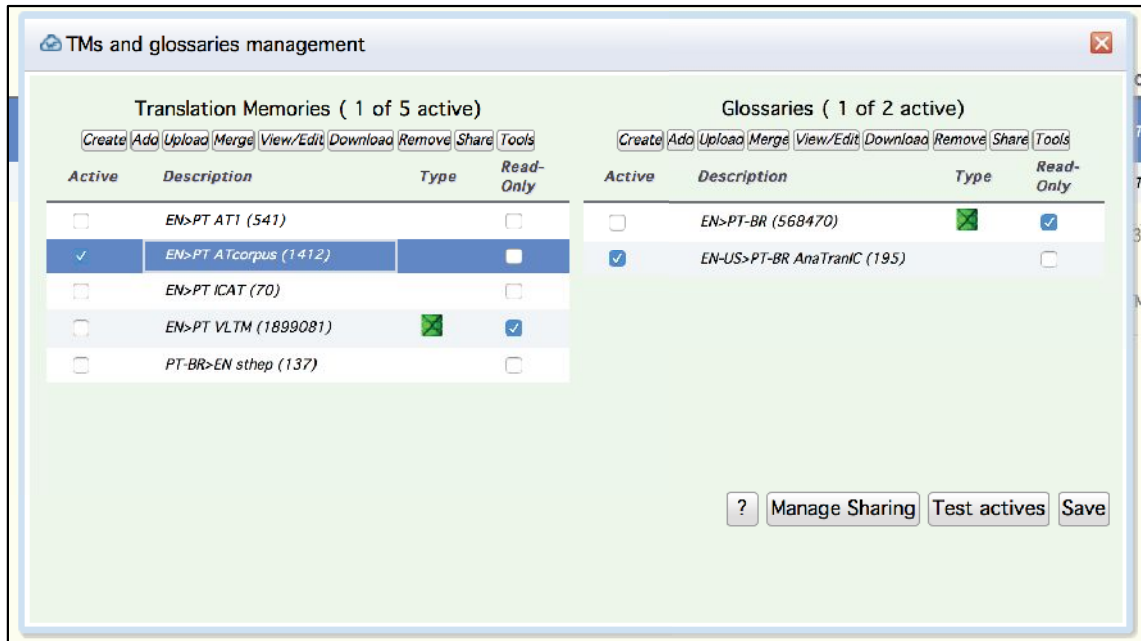 TMs and glossaries management
Translation Memories ( 1 of 5 active)
Create Add Upload Merge View/Edit Download Remove Share Tools
Active Description Type Read-Only
EN>PT AT1 (541)
EN>PT ATcorpus (1412)
EN>PT ICAT (70)
EN>PT VLTM (1899081)
PT-BR>EN sthep (137)
Glossaries ( 1 of 2 active)
Create Add Upload Merge View/Edit Download Remove Share Tools
Active Description Type Read-Only
EN>PT-BR (568470)
EN-US>PT-BR AnaTranIC (195)
? Manage Sharing Test actives Save